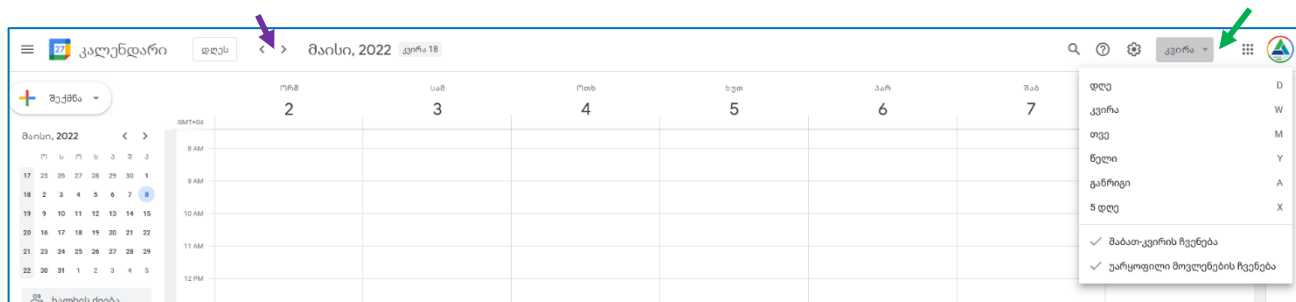 27 კალენდარი დღეს მაისი, 2022 კვირა 18 კვირა
შექმნა
მაისი, 2022
ო ს ო ხ პ შ კ
17 25 26 27 28 29 30 1
18 2 3 4 5 6 7 8
19 9 10 11 12 13 14 15
20 16 17 18 19 20 21 22
21 23 24 25 26 27 28 29
22 30 31 1 2 3 4 5
ხალხის ძიება
ორშ სამ ოთხ ხუთ პარ შაბ
2 3 4 5 6 7
GMT+04
8 AM
9 AM
10 AM
11 AM
12 PM
დღე D
კვირა W
თვე M
წელი Y
განრიგი A
5 დღე X
შაბათ-კვირის ჩვენება
უარყოფილი მოვლენების ჩვენება